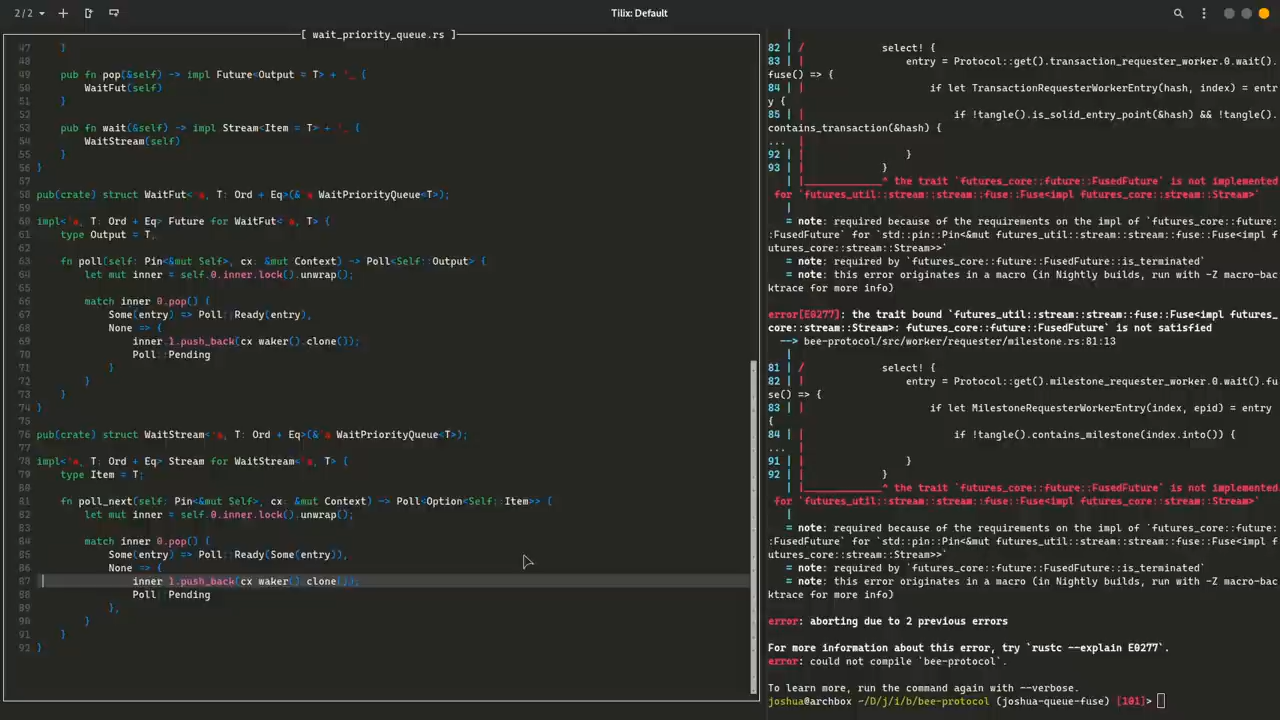 2/2
Tilix: Default
[ wait_priority_queue.rs ]
47 }
48
49 pub fn pop(&self) -> impl Future<Output = T> + '_ {
50 WaitFut(self)
51 }
52
53 pub fn wait(&self) -> impl Stream<Item = T> + '_ {
54 WaitStream(self)
55 }
56 }
57
58 pub(crate) struct WaitFut<'a, T: Ord + Eq>(&'a WaitPriorityQueue<T>);
59
60 impl<'a, T: Ord + Eq> Future for WaitFut<'a, T> {
61 type Output = T;
62
63 fn poll(self: Pin<&mut Self>, cx: &mut Context) -> Poll<Self::Output> {
64 let mut inner = self.0.inner.lock().unwrap();
65
66 match inner.0.pop() {
67 Some(entry) => Poll::Ready(entry),
68 None => {
69 inner.1.push_back(cx.waker().clone());
70 Poll::Pending
71 }
72 }
73 }
74 }
75
76 pub(crate) struct WaitStream<'a, T: Ord + Eq>(&'a WaitPriorityQueue<T>);
77
78 impl<'a, T: Ord + Eq> Stream for WaitStream<'a, T> {
79 type Item = T;
80
81 fn poll_next(self: Pin<&mut Self>, cx: &mut Context) -> Poll<Option<Self::Item>> {
82 let mut inner = self.0.inner.lock().unwrap();
83
84 match inner.0.pop() {
85 Some(entry) => Poll::Ready(Some(entry)),
86 None => {
87 inner.1.push_back(cx.waker().clone());
88 Poll::Pending
89 },
90 }
91 }
92 }
|
82 | / select! {
83 | | entry = Protocol::get().transaction_requester_worker.0.wait().
fuse() => {
84 | | if let TransactionRequesterWorkerEntry(hash, index) = entr
y {
85 | | if !tangle().is_solid_entry_point(&hash) && !tangle().
contains_transaction(&hash) {
... |
92 | | }
93 | | }
| |_____________^ the trait `futures_core::future::FusedFuture` is not implemented
for `futures_util::stream::stream::fuse::Fuse<impl futures_core::stream::Stream>`
|
= note: required because of the requirements on the impl of `futures_core::future:
:FusedFuture` for `std::pin::Pin<&mut futures_util::stream::stream::fuse::Fuse<impl f
utures_core::stream::Stream>>`
= note: required by `futures_core::future::FusedFuture::is_terminated`
= note: this error originates in a macro (in Nightly builds, run with -Z macro-bac
ktrace for more info)
error[E0277]: the trait bound `futures_util::stream::stream::fuse::Fuse<impl futures_
core::stream::Stream>: futures_core::future::FusedFuture` is not satisfied
--> bee-protocol/src/worker/requester/milestone.rs:81:13
|
81 | / select! {
82 | | entry = Protocol::get().milestone_requester_worker.0.wait().fu
se() => {
83 | | if let MilestoneRequesterWorkerEntry(index, epid) = entry
{
84 | | if !tangle().contains_milestone(index.into()) {
... |
91 | | }
92 | | }
| |_____________^ the trait `futures_core::future::FusedFuture` is not implemented
for `futures_util::stream::stream::fuse::Fuse<impl futures_core::stream::Stream>`
|
= note: required because of the requirements on the impl of `futures_core::future:
:FusedFuture` for `std::pin::Pin<&mut futures_util::stream::stream::fuse::Fuse<impl f
utures_core::stream::Stream>>`
= note: required by `futures_core::future::FusedFuture::is_terminated`
= note: this error originates in a macro (in Nightly builds, run with -Z macro-bac
ktrace for more info)
error: aborting due to 2 previous errors
For more information about this error, try `rustc --explain E0277`.
error: could not compile `bee-protocol`.
To learn more, run the command again with --verbose.
joshua@archbox ~/D/j/i/b/bee-protocol (joshua-queue-fuse) [101]>